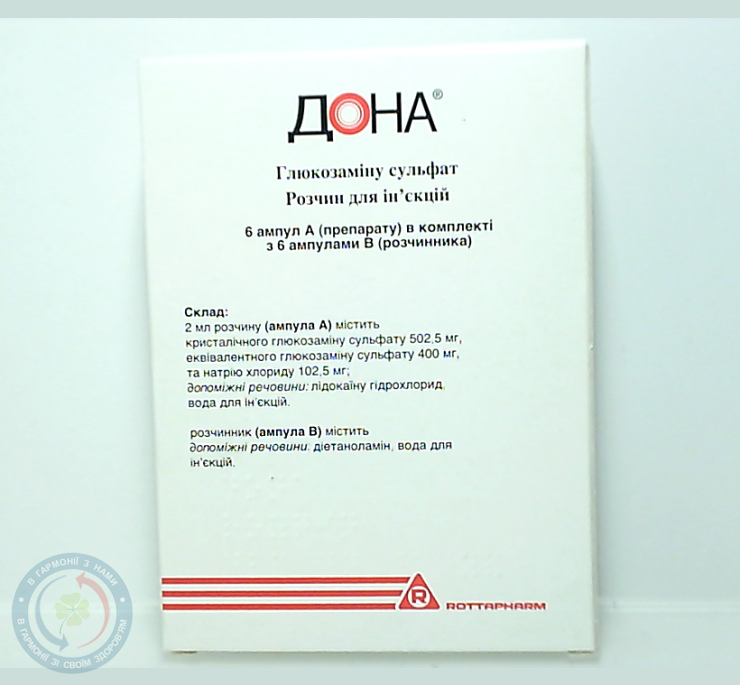 ДОНА®
Глюкозаміну сульфат
Розчин для ін'єкцій
6 ампул А (препарату) в комплекті
з 6 ампулами В (розчинника)
Склад:
2 мл розчину (ампула А) містить
кристалічного глюкозаміну сульфату 502,5 мг,
еквівалентного глюкозаміну сульфату 400 мг,
та натрію хлориду 102,5 мг;
допоміжні речовини: лідокаїну гідрохлорид,
вода для ін'єкцій.
розчинник (ампула В) містить
допоміжні речовини: діетаноламін, вода для
ін'єкцій.
R ROTTAPHARM
В ГАРМОНІЇ З НАМИ
В ГАРМОНІЇ ЗІ СВОЇМ ЗДОРОВ'ЯМ